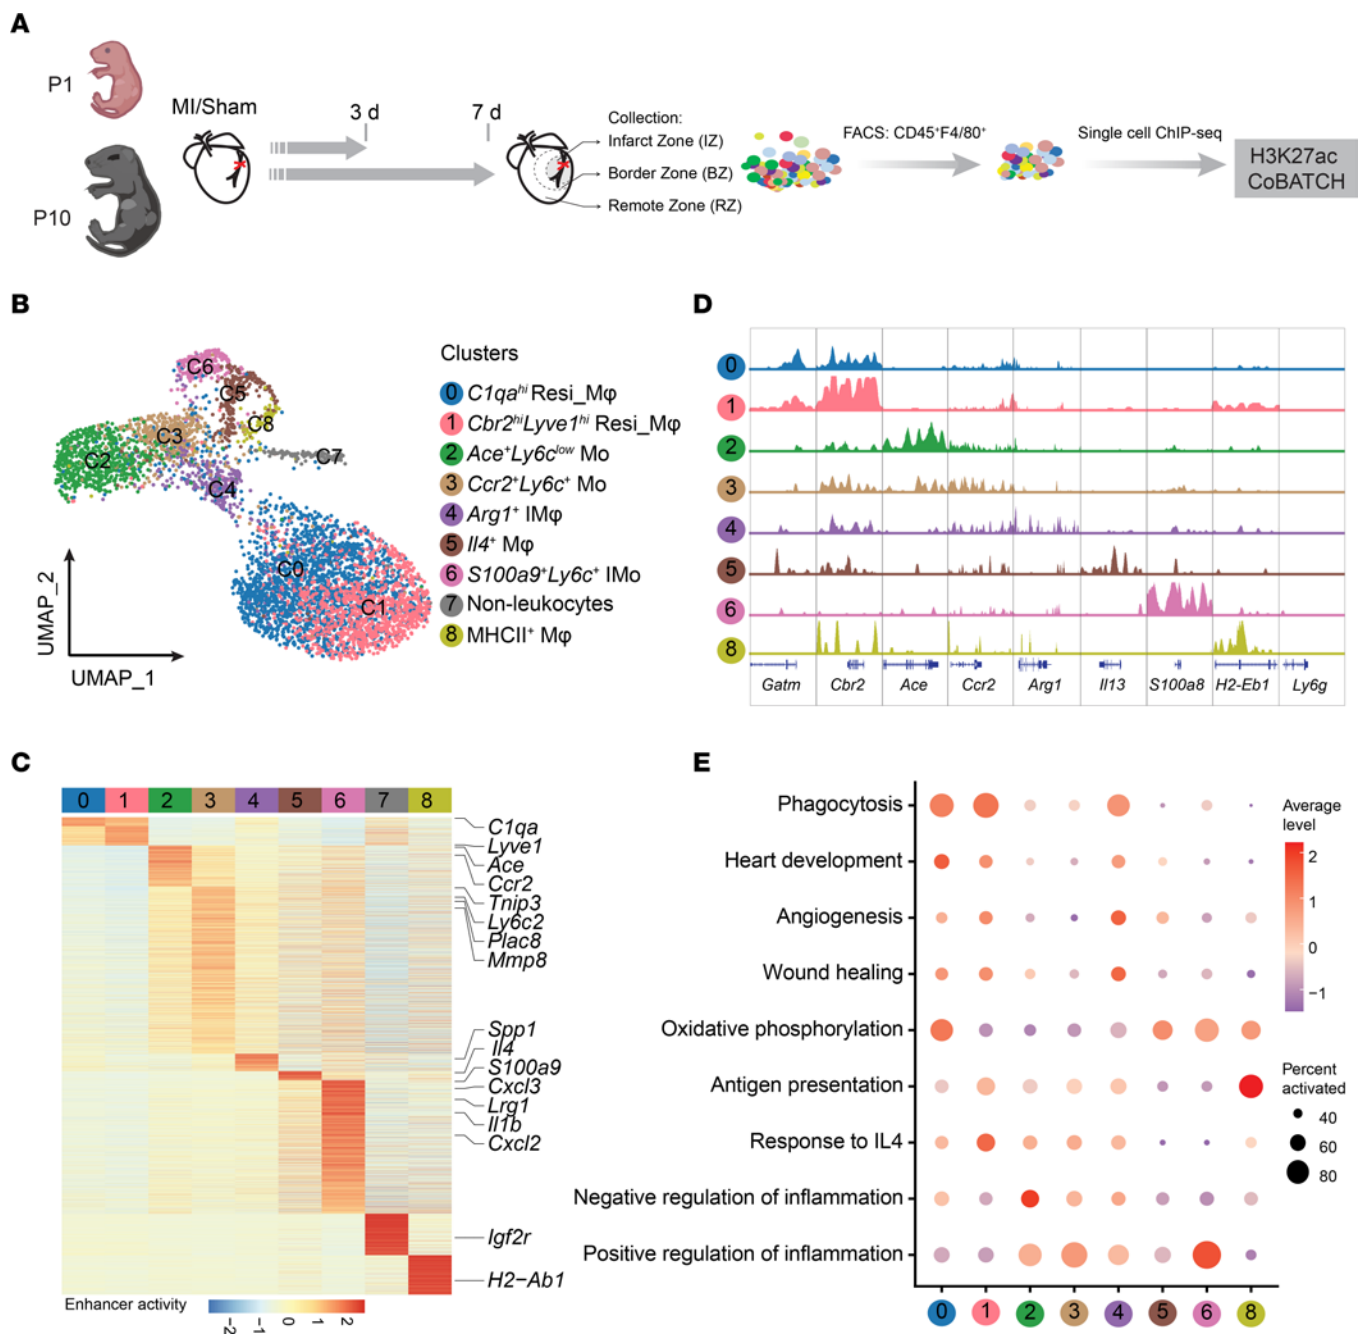 A
P1
P10
MI/Sham
3 d
7 d
Collection:
Infarct Zone (IZ)
Border Zone (BZ)
Remote Zone (RZ)
FACS: CD45⁺F4/80⁺
Single cell ChIP-seq
H3K27ac
CoBATCH
B
C6
C5
C8
C3
C2
C7
C4
C0
C1
UMAP_2
UMAP_1
Clusters
0 C1qaʰⁱ Resi_Mφ
1 Cbr2ʰⁱLyve1ʰⁱ Resi_Mφ
2 Ace⁺Ly6cˡᵒʷ Mo
3 Ccr2⁺Ly6c⁺ Mo
4 Arg1⁺ IMφ
5 Il4⁺ Mφ
6 S100a9⁺Ly6c⁺ IMo
7 Non-leukocytes
8 MHCII⁺ Mφ
D
0
1
2
3
4
5
6
8
Gatm Cbr2 Ace Ccr2 Arg1 Il13 S100a8 H2-Eb1 Ly6g
C
0 1 2 3 4 5 6 7 8
C1qa
Lyve1
Ace
Ccr2
Tnip3
Ly6c2
Plac8
Mmp8
Spp1
Il4
S100a9
Cxcl3
Lrg1
Il1b
Cxcl2
Igf2r
H2−Ab1
Enhancer activity
−2 −1 0 1 2
E
Phagocytosis
Heart development
Angiogenesis
Wound healing
Oxidative phosphorylation
Antigen presentation
Response to IL4
Negative regulation of inflammation
Positive regulation of inflammation
0 1 2 3 4 5 6 8
Average
level
2
1
0
−1
Percent
activated
40
60
80